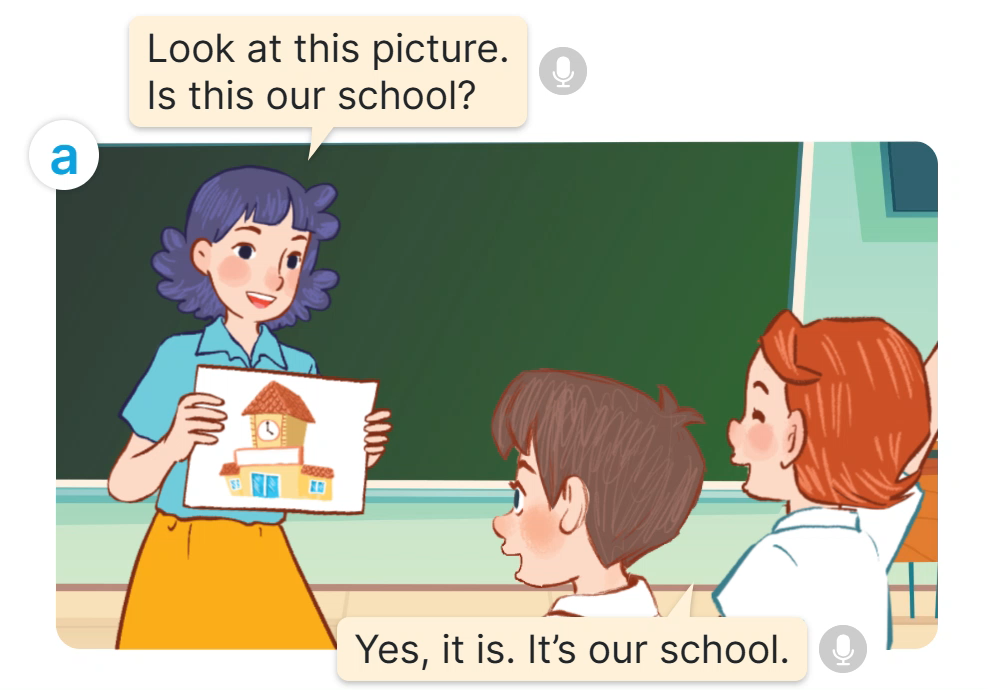 Look at this picture.
Is this our school?
a
Yes, it is. It’s our school.